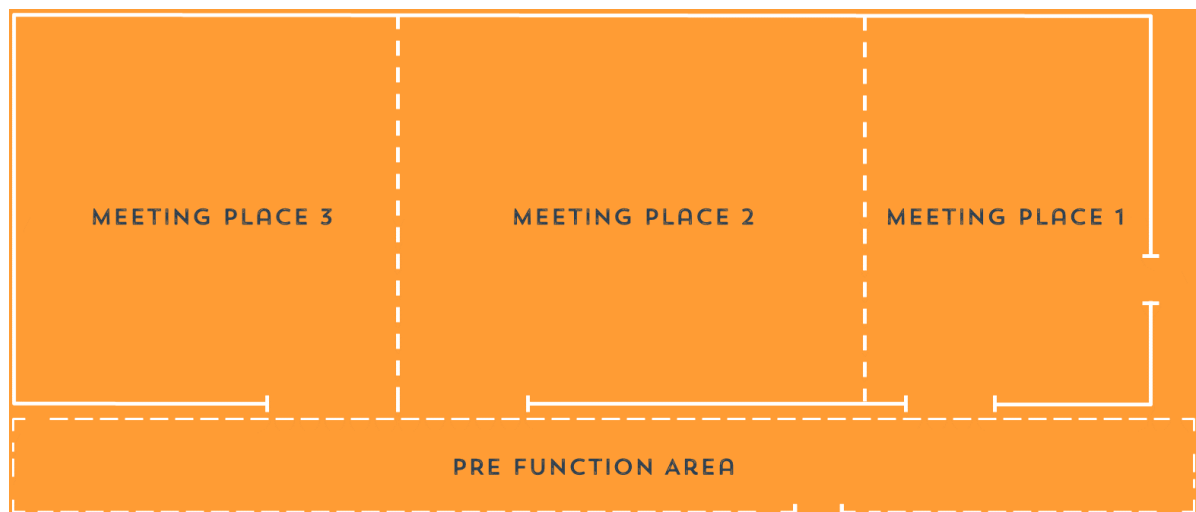 MEETING PLACE 3
MEETING PLACE 2
MEETING PLACE 1
PRE FUNCTION AREA